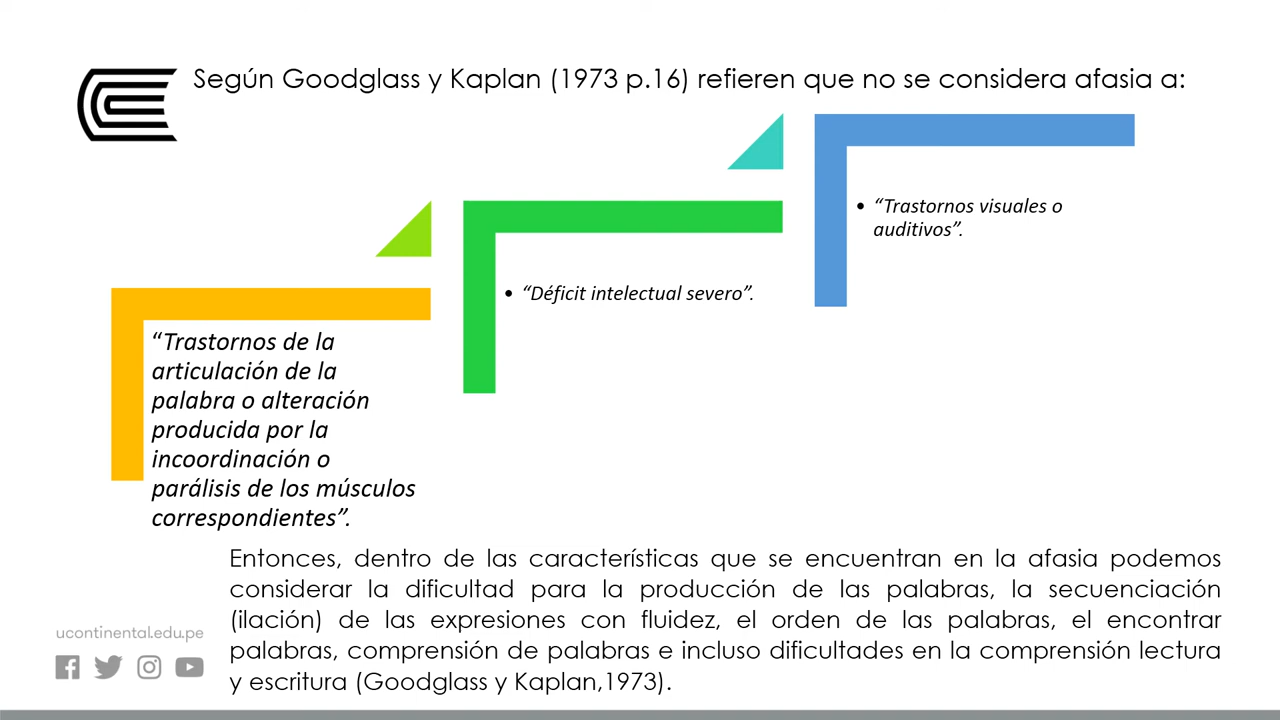 Según Goodglass y Kaplan (1973 p.16) refieren que no se considera afasia a:
“Trastornos de la
articulación de la
palabra o alteración
producida por la
incoordinación o
parálisis de los músculos
correspondientes”.
• “Déficit intelectual severo”.
• “Trastornos visuales o
auditivos”.
Entonces, dentro de las características que se encuentran en la afasia podemos
considerar la dificultad para la producción de las palabras, la secuenciación
(ilación) de las expresiones con fluidez, el orden de las palabras, el encontrar
palabras, comprensión de palabras e incluso dificultades en la comprensión lectura
y escritura (Goodglass y Kaplan,1973).
ucontinental.edu.pe